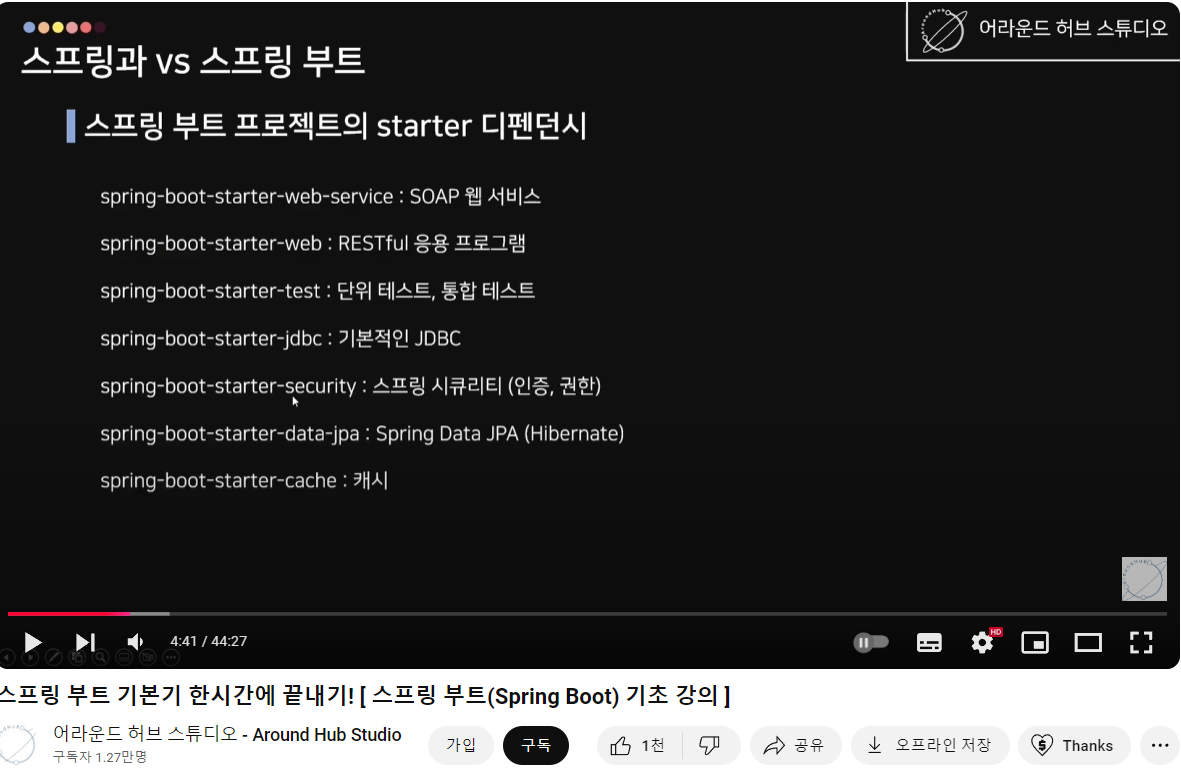 어라운드 허브 스튜디오
스프링과 vs 스프링 부트
스프링 부트 프로젝트의 starter 디펜던시
spring-boot-starter-web-service : SOAP 웹 서비스
spring-boot-starter-web : RESTful 응용 프로그램
spring-boot-starter-test : 단위 테스트, 통합 테스트
spring-boot-starter-jdbc : 기본적인 JDBC
spring-boot-starter-security : 스프링 시큐리티 (인증, 권한)
spring-boot-starter-data-jpa : Spring Data JPA (Hibernate)
spring-boot-starter-cache : 캐시
4:41 / 44:27
HD
스프링 부트 기본기 한시간에 끝내기! [ 스프링 부트(Spring Boot) 기초 강의 ]
어라운드 허브 스튜디오 - Around Hub Studio
구독자 1.27만명
가입
구독
1천
공유
오프라인 저장
Thanks